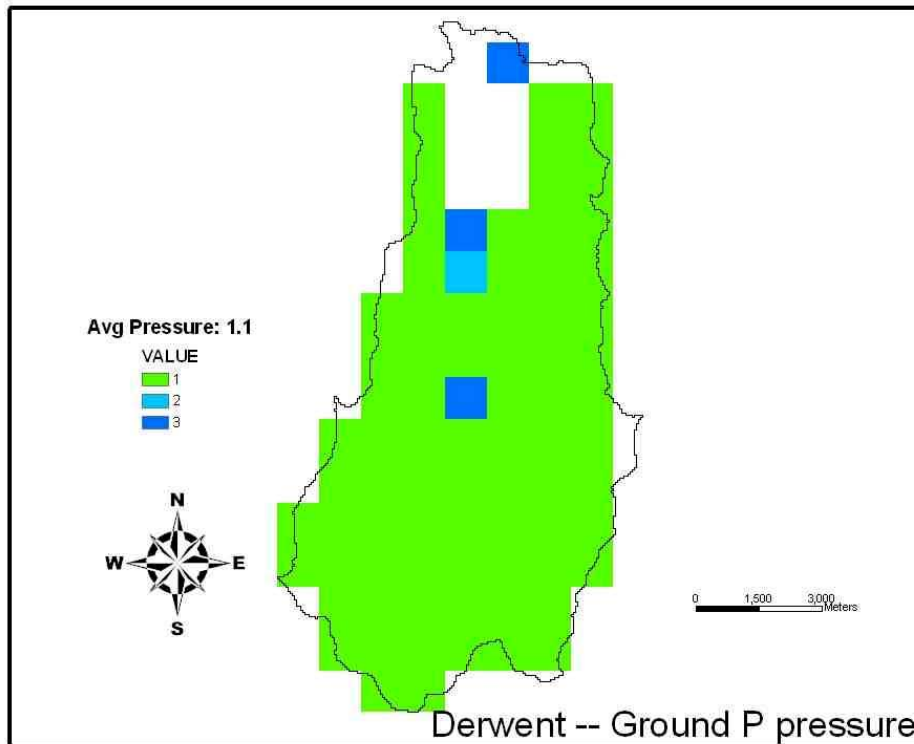 Avg Pressure: 1.1
VALUE
1
2
3
N
W E
S
0 1,500 3,000
Meters
Derwent -- Ground P pressure